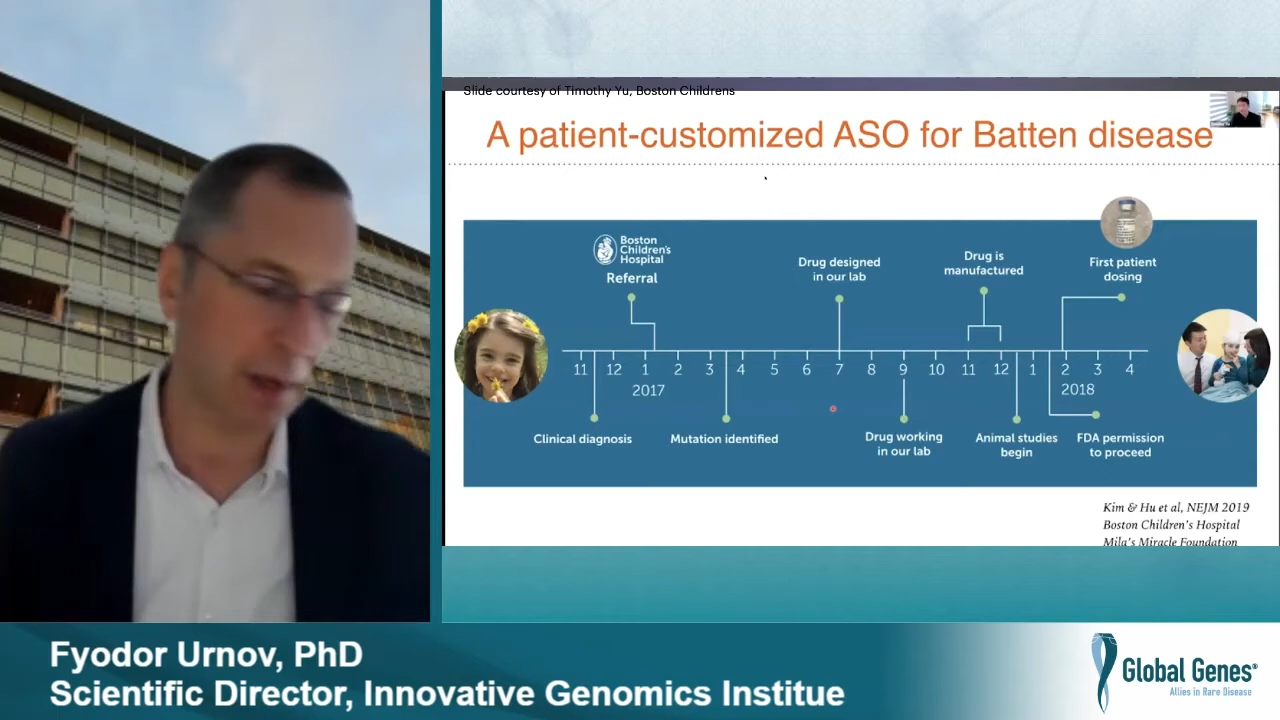 Slide courtesy of Timothy Yu, Boston Childrens
A patient-customized ASO for Batten disease
Boston
Children's
Hospital
Referral
Drug designed
in our lab
Drug is
manufactured
First patient
dosing
11 12 1 2 3 4 5 6 7 8 9 10 11 12 1 2 3 4
2017
2018
Clinical diagnosis
Mutation identified
Drug working
in our lab
Animal studies
begin
FDA permission
to proceed
Kim & Hu et al, NEJM 2019
Boston Children's Hospital
Mila's Miracle Foundation
Fyodor Urnov, PhD
Scientific Director, Innovative Genomics Institue
Global Genes®
Allies in Rare Disease